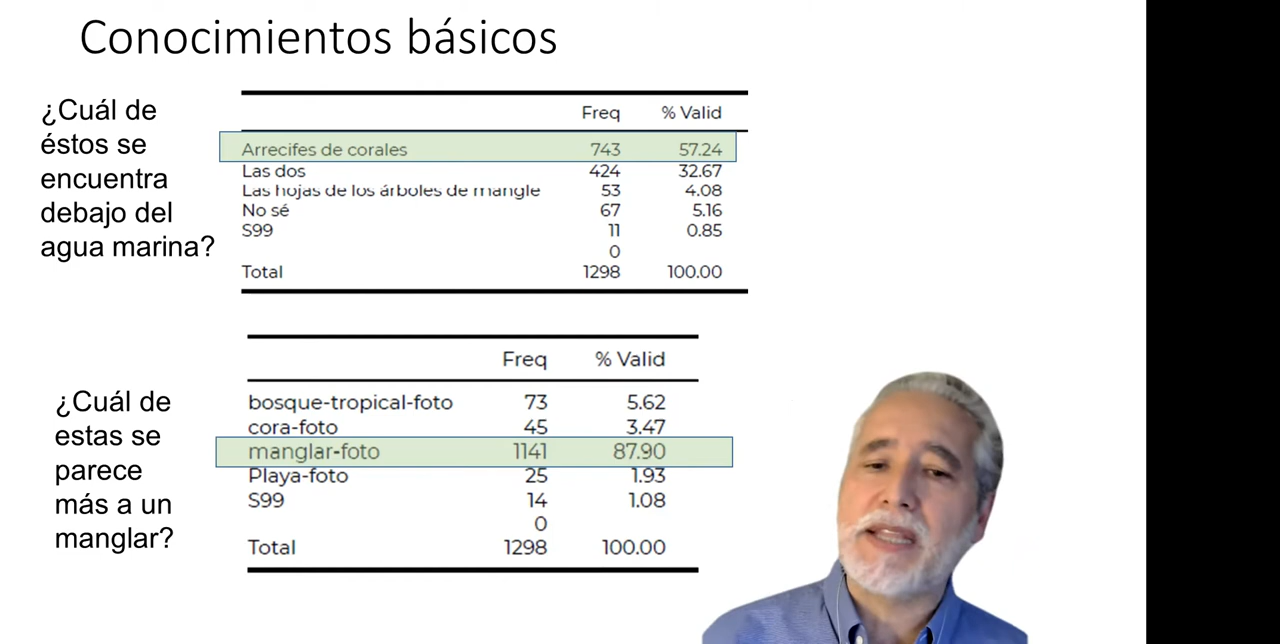 Conocimientos básicos
¿Cuál de
éstos se
encuentra
debajo del
agua marina?
Freq % Valid
Arrecifes de corales 743 57.24
Las dos 424 32.67
Las hojas de los árboles de mangle 53 4.08
No sé 67 5.16
S99 11 0.85
0
Total 1298 100.00
¿Cuál de
estas se
parece
más a un
manglar?
Freq % Valid
bosque-tropical-foto 73 5.62
cora-foto 45 3.47
manglar-foto 1141 87.90
Playa-foto 25 1.93
S99 14 1.08
0
Total 1298 100.00